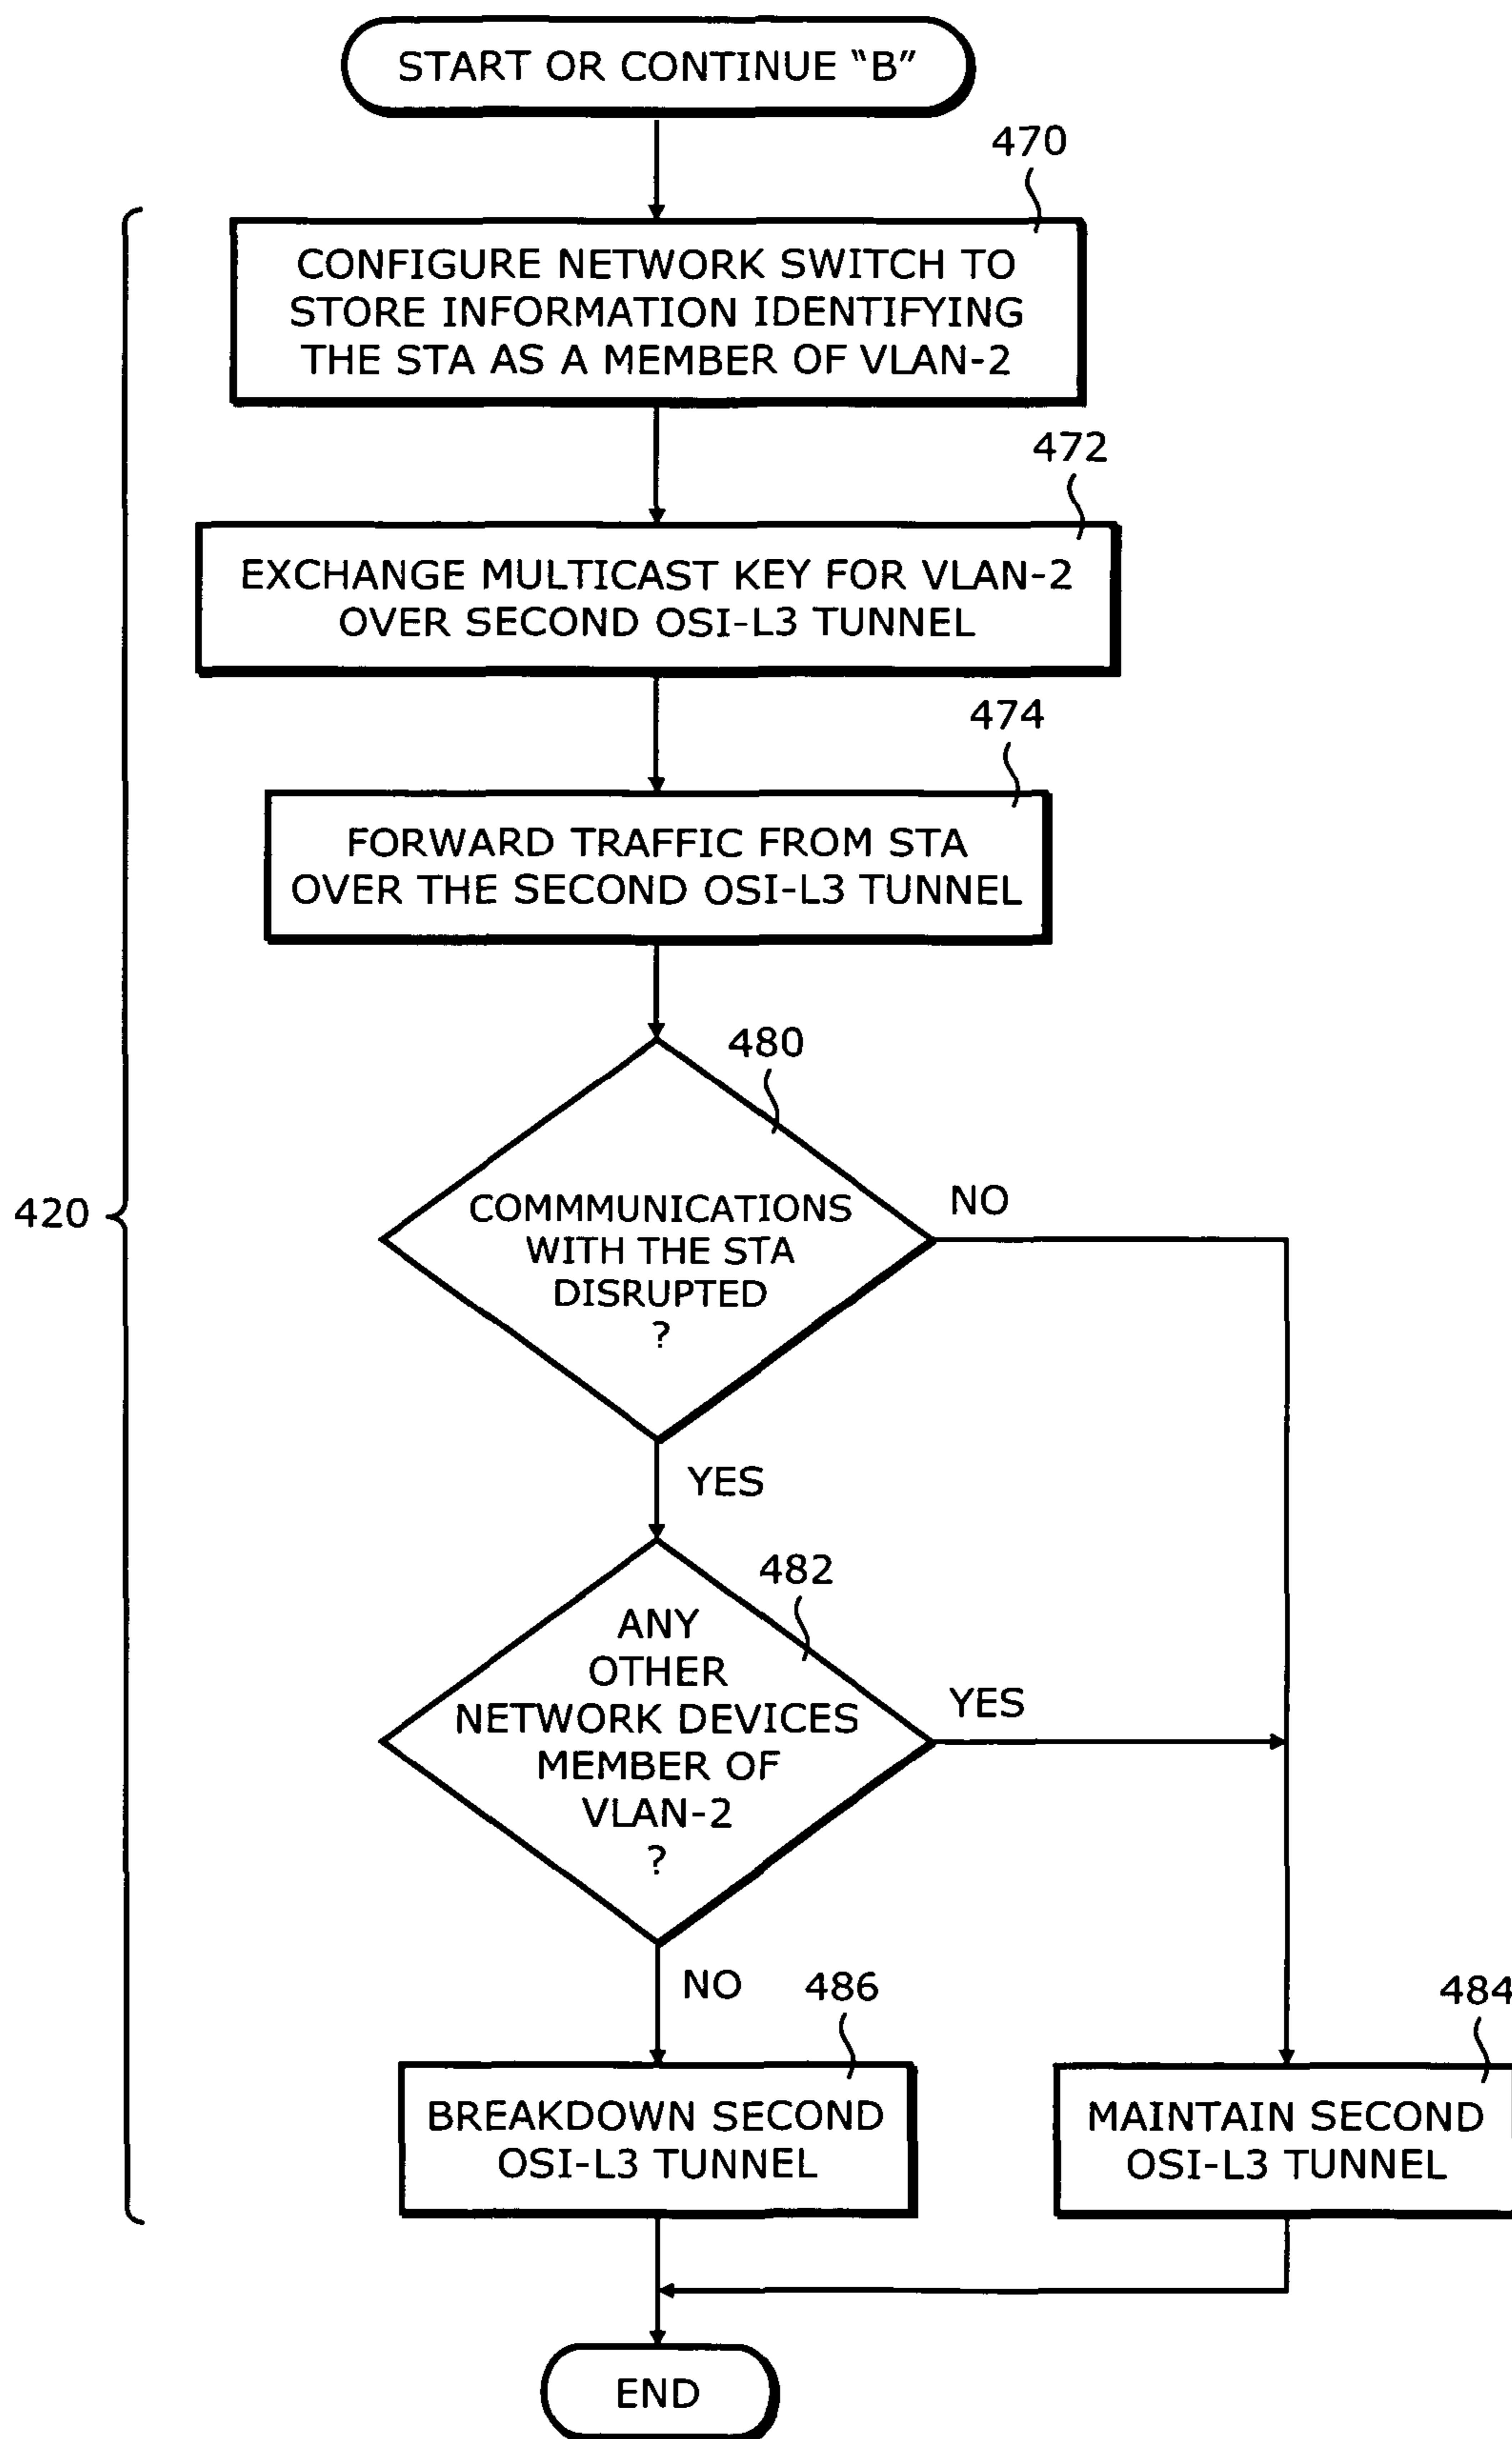 START OR CONTINUE “B”
470
CONFIGURE NETWORK SWITCH TO
STORE INFORMATION IDENTIFYING
THE STA AS A MEMBER OF VLAN-2
472
EXCHANGE MULTICAST KEY FOR VLAN-2
OVER SECOND OSI-L3 TUNNEL
474
FORWARD TRAFFIC FROM STA
OVER THE SECOND OSI-L3 TUNNEL
480
420
COMMMUNICATIONS
WITH THE STA
DISRUPTED
?
NO
YES
482
ANY
OTHER
NETWORK DEVICES
MEMBER OF
VLAN-2
?
YES
NO
486
484
BREAKDOWN SECOND
OSI-L3 TUNNEL
MAINTAIN SECOND
OSI-L3 TUNNEL
END